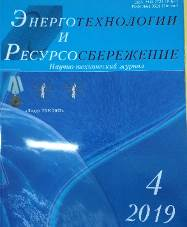 Энерготехнологии
и
Ресурсосбережение
Научно-технический журнал
4
2019